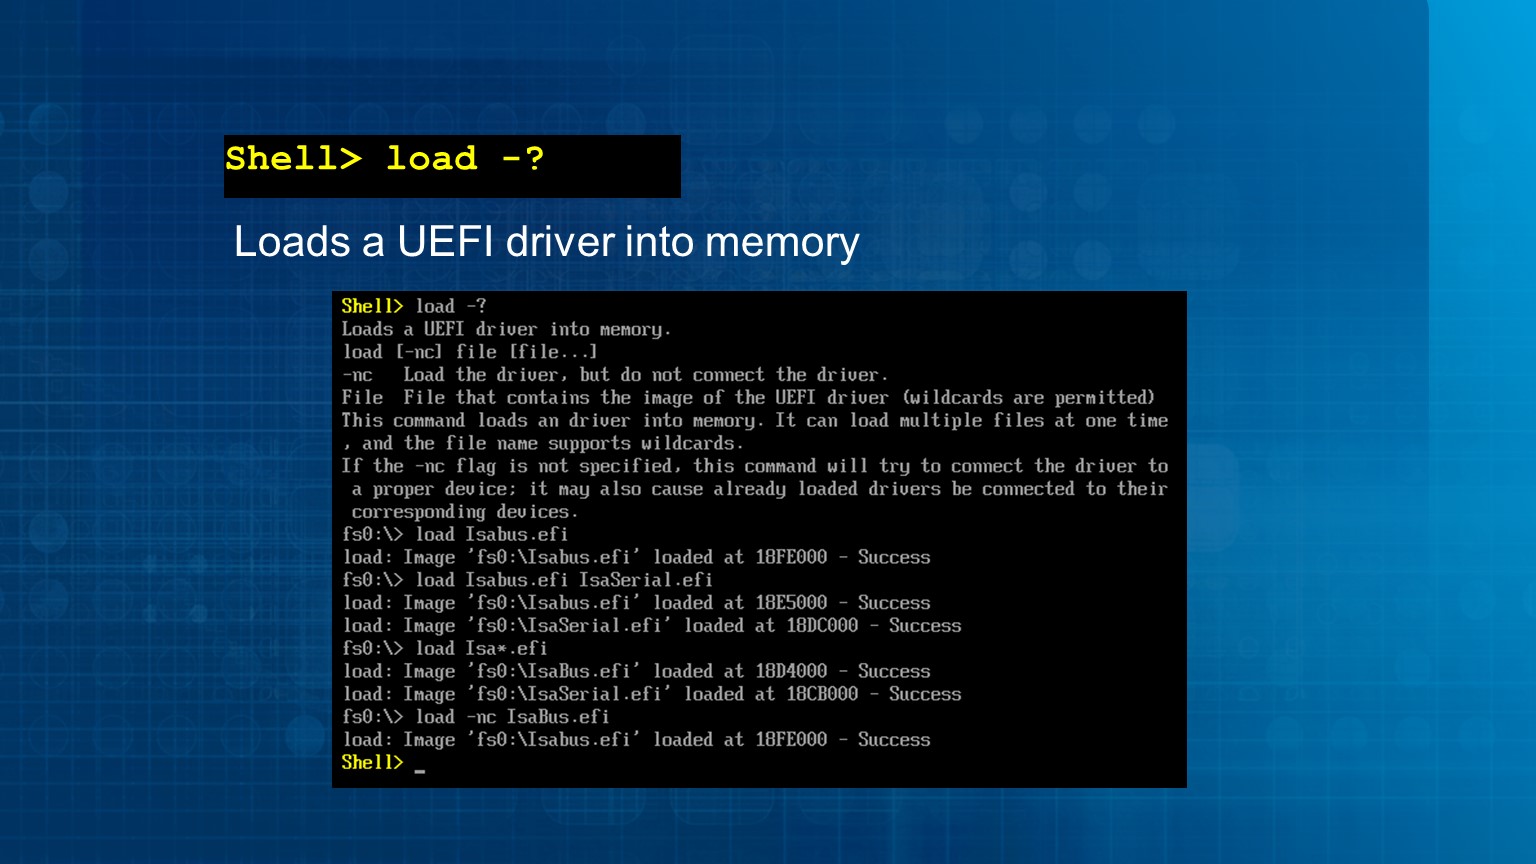 Shell> load -?
Loads a UEFI driver into memory
Shell> load -?
Loads a UEFI driver into memory.
load [-nc] file [file...]
-nc   Load the driver, but do not connect the driver.
File  File that contains the image of the UEFI driver (wildcards are permitted)
This command loads an driver into memory. It can load multiple files at one time
, and the file name supports wildcards.
If the -nc flag is not specified, this command will try to connect the driver to
a proper device; it may also cause already loaded drivers be connected to their
corresponding devices.
fs0:\> load Isabus.efi
load: Image 'fs0:\Isabus.efi' loaded at 18FE000 - Success
fs0:\> load Isabus.efi IsaSerial.efi
load: Image 'fs0:\Isabus.efi' loaded at 18E5000 - Success
load: Image 'fs0:\IsaSerial.efi' loaded at 18DC000 - Success
fs0:\> load Isa*.efi
load: Image 'fs0:\IsaBus.efi' loaded at 18D4000 - Success
load: Image 'fs0:\IsaSerial.efi' loaded at 18CB000 - Success
fs0:\> load -nc IsaBus.efi
load: Image 'fs0:\Isabus.efi' loaded at 18FE000 - Success
Shell> _